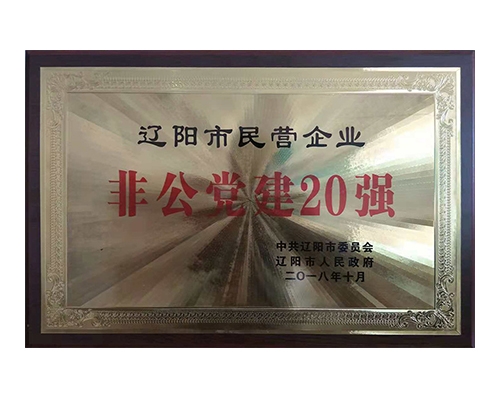 辽阳市民营企业
非公党建20强
中共辽阳市委员会
辽阳市人民政府
二〇一八年十月